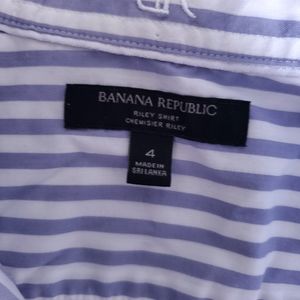 BANANA REPUBLIC
RILEY SHIRT
CHEMISIER RILEY
4
MADE IN
SRI LANKA